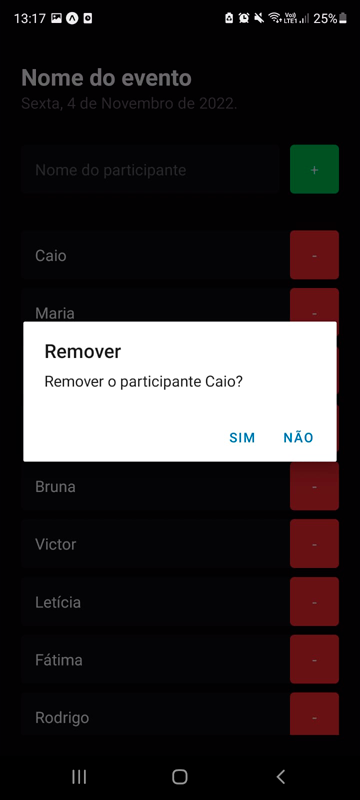 13:17 25%
Nome do evento
Sexta, 4 de Novembro de 2022.
Nome do participante +
Caio -
Maria -
Remover
Remover o participante Caio?
SIM NÃO
Bruna -
Victor -
Letícia -
Fátima -
Rodrigo -